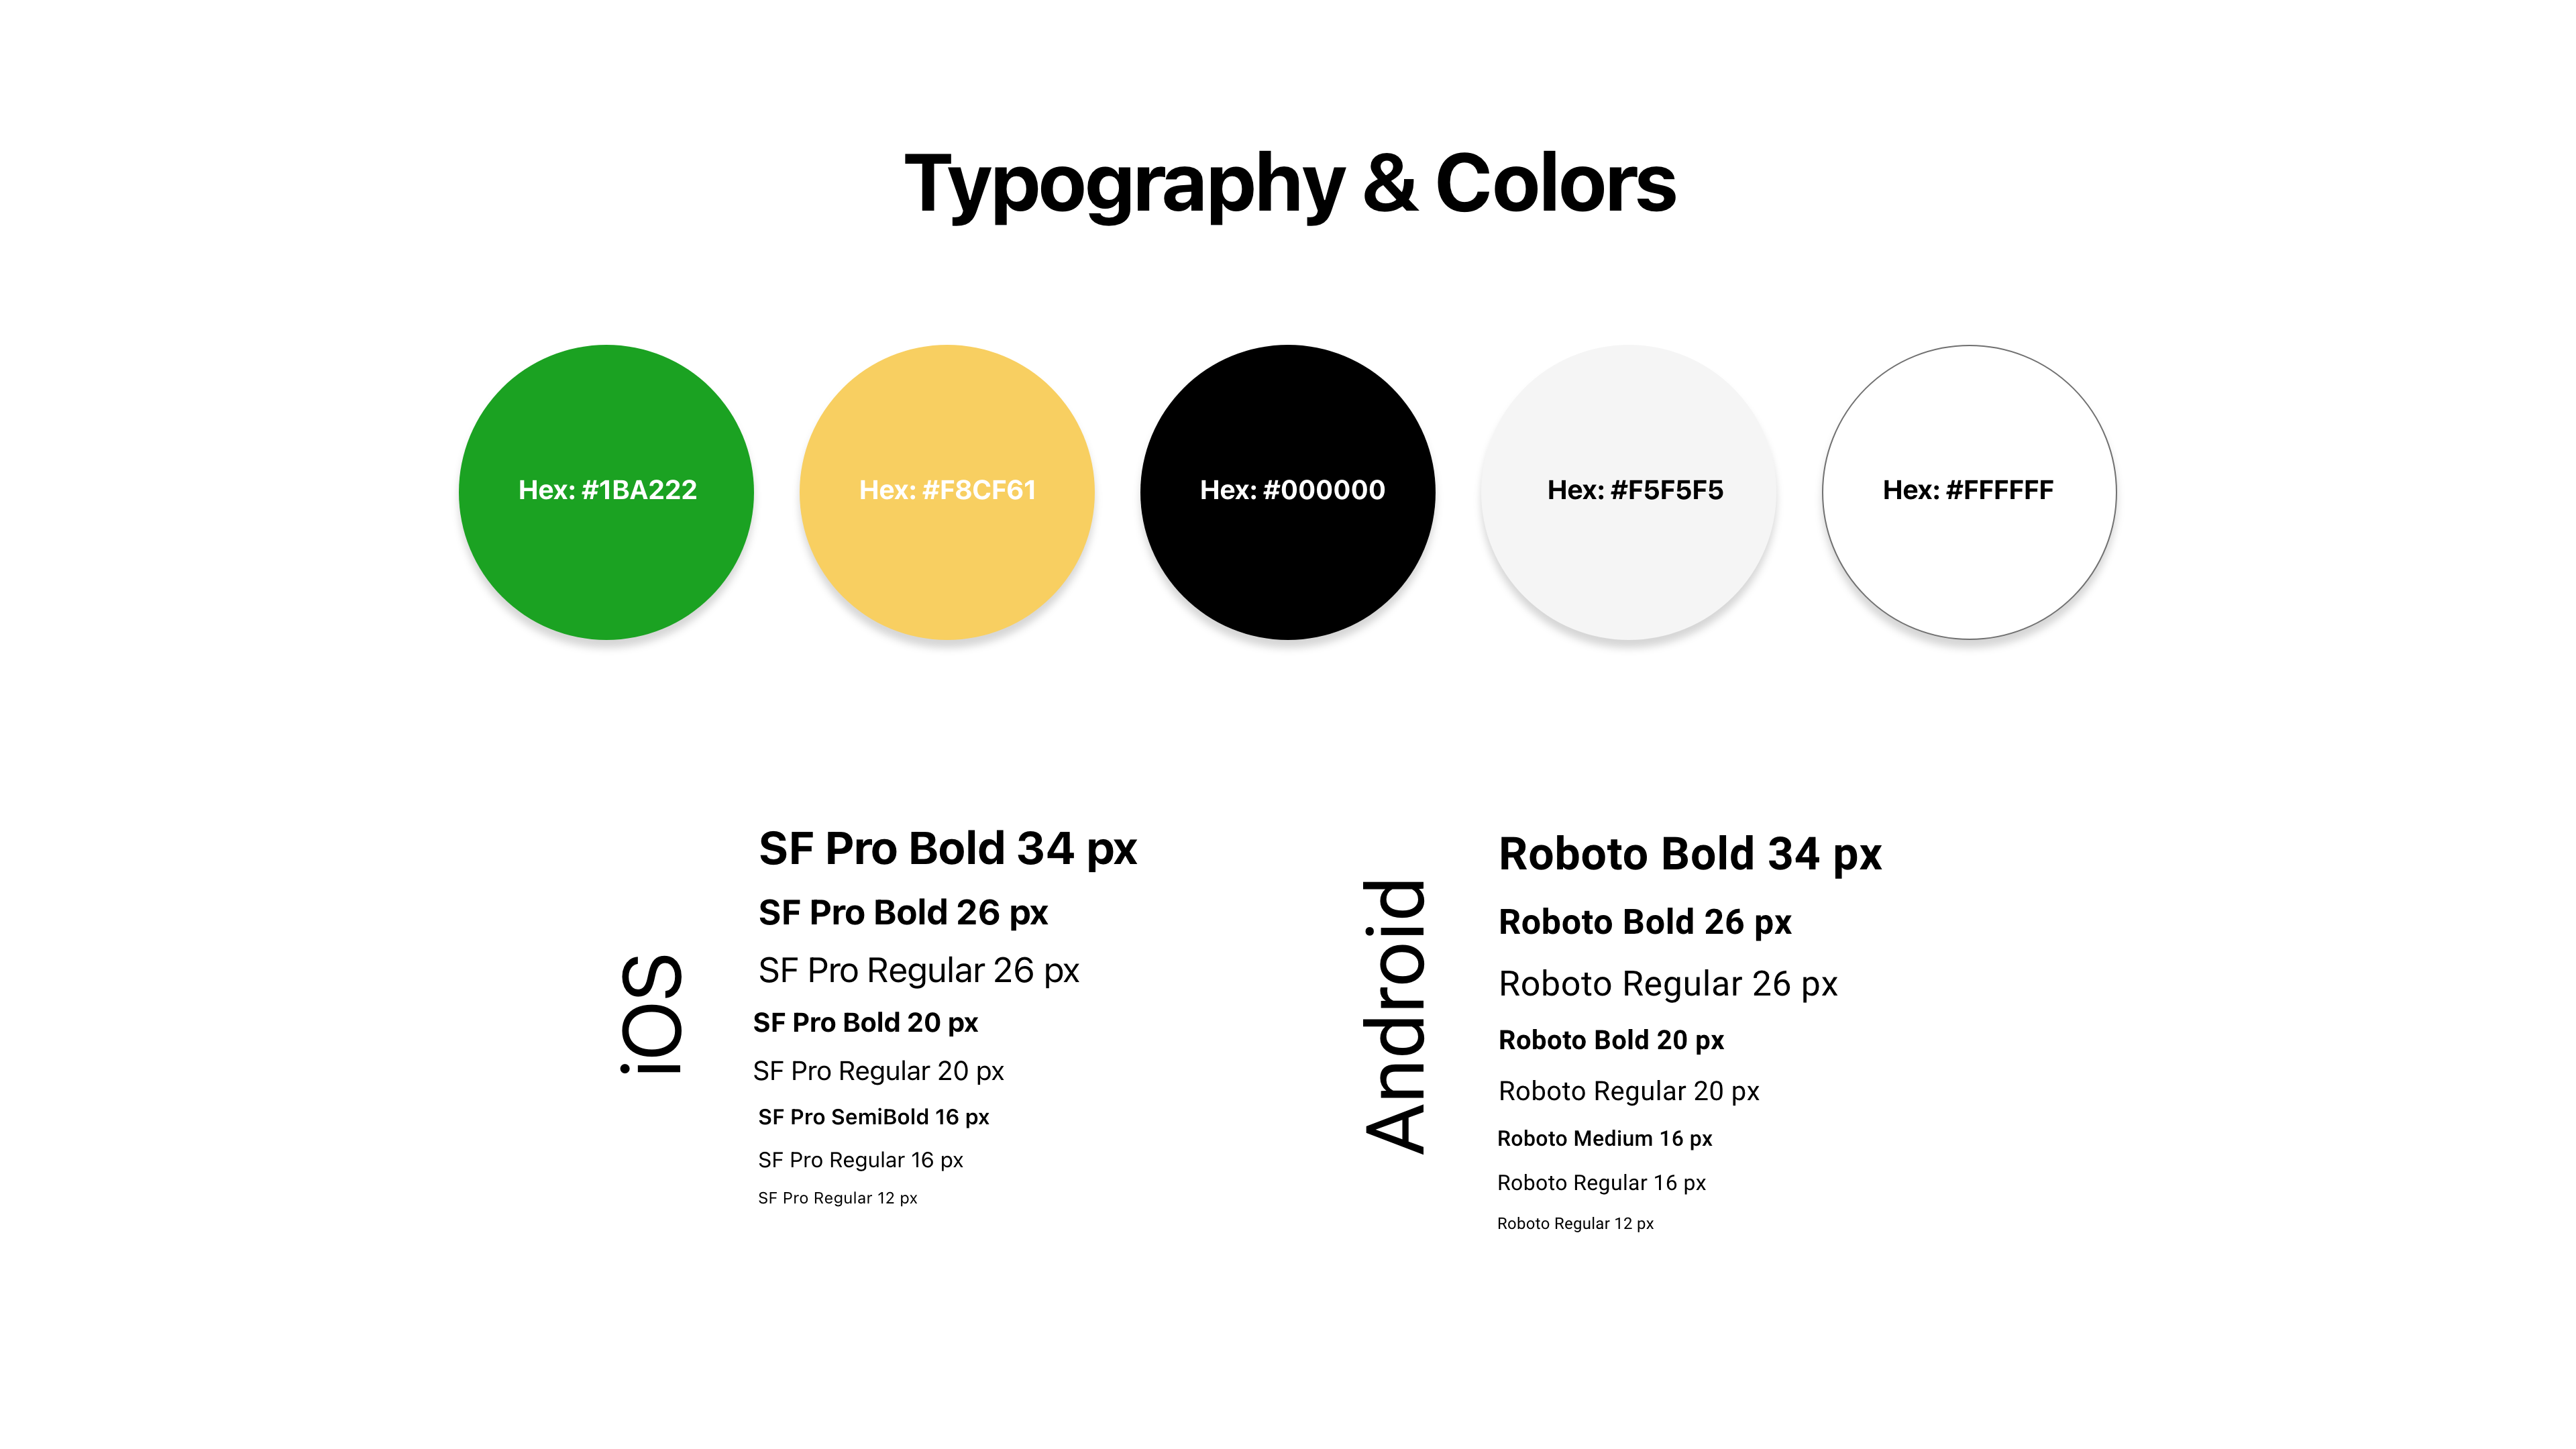 Typography & Colors
Hex: #1BA222
Hex: #F8CF61
Hex: #000000
Hex: #F5F5F5
Hex: #FFFFFF
iOS
SF Pro Bold 34 px
SF Pro Bold 26 px
SF Pro Regular 26 px
SF Pro Bold 20 px
SF Pro Regular 20 px
SF Pro SemiBold 16 px
SF Pro Regular 16 px
SF Pro Regular 12 px
Android
Roboto Bold 34 px
Roboto Bold 26 px
Roboto Regular 26 px
Roboto Bold 20 px
Roboto Regular 20 px
Roboto Medium 16 px
Roboto Regular 16 px
Roboto Regular 12 px